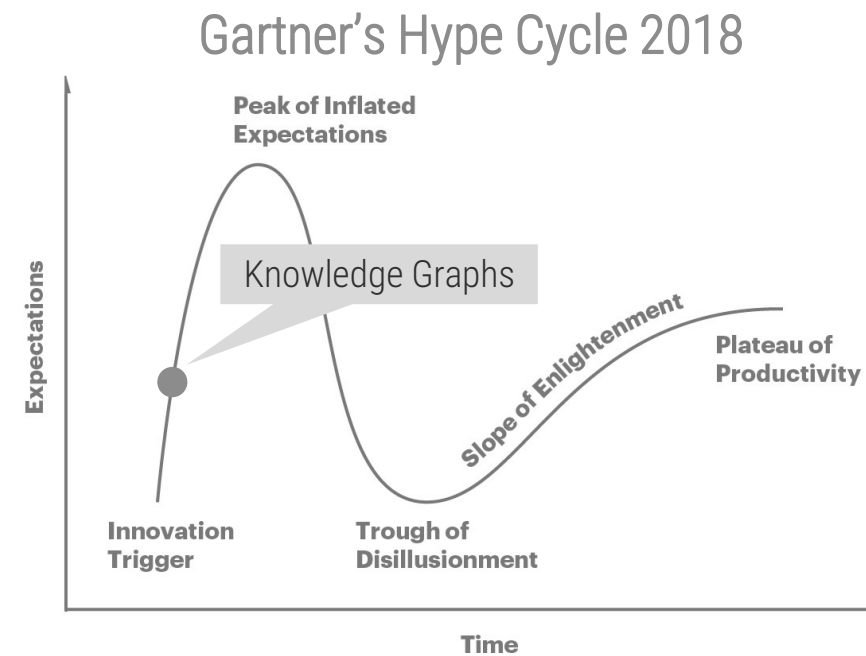 Gartner’s Hype Cycle 2018
Peak of Inflated
Expectations
Knowledge Graphs
Expectations
Slope of Enlightenment
Plateau of
Productivity
Innovation
Trigger
Trough of
Disillusionment
Time